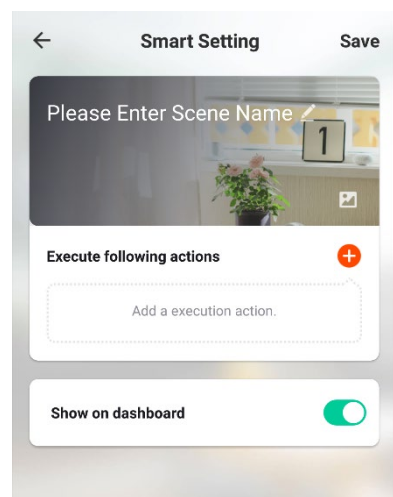 Smart Setting
Save
Please Enter Scene Name
1
Execute following actions
Add a execution action.
Show on dashboard